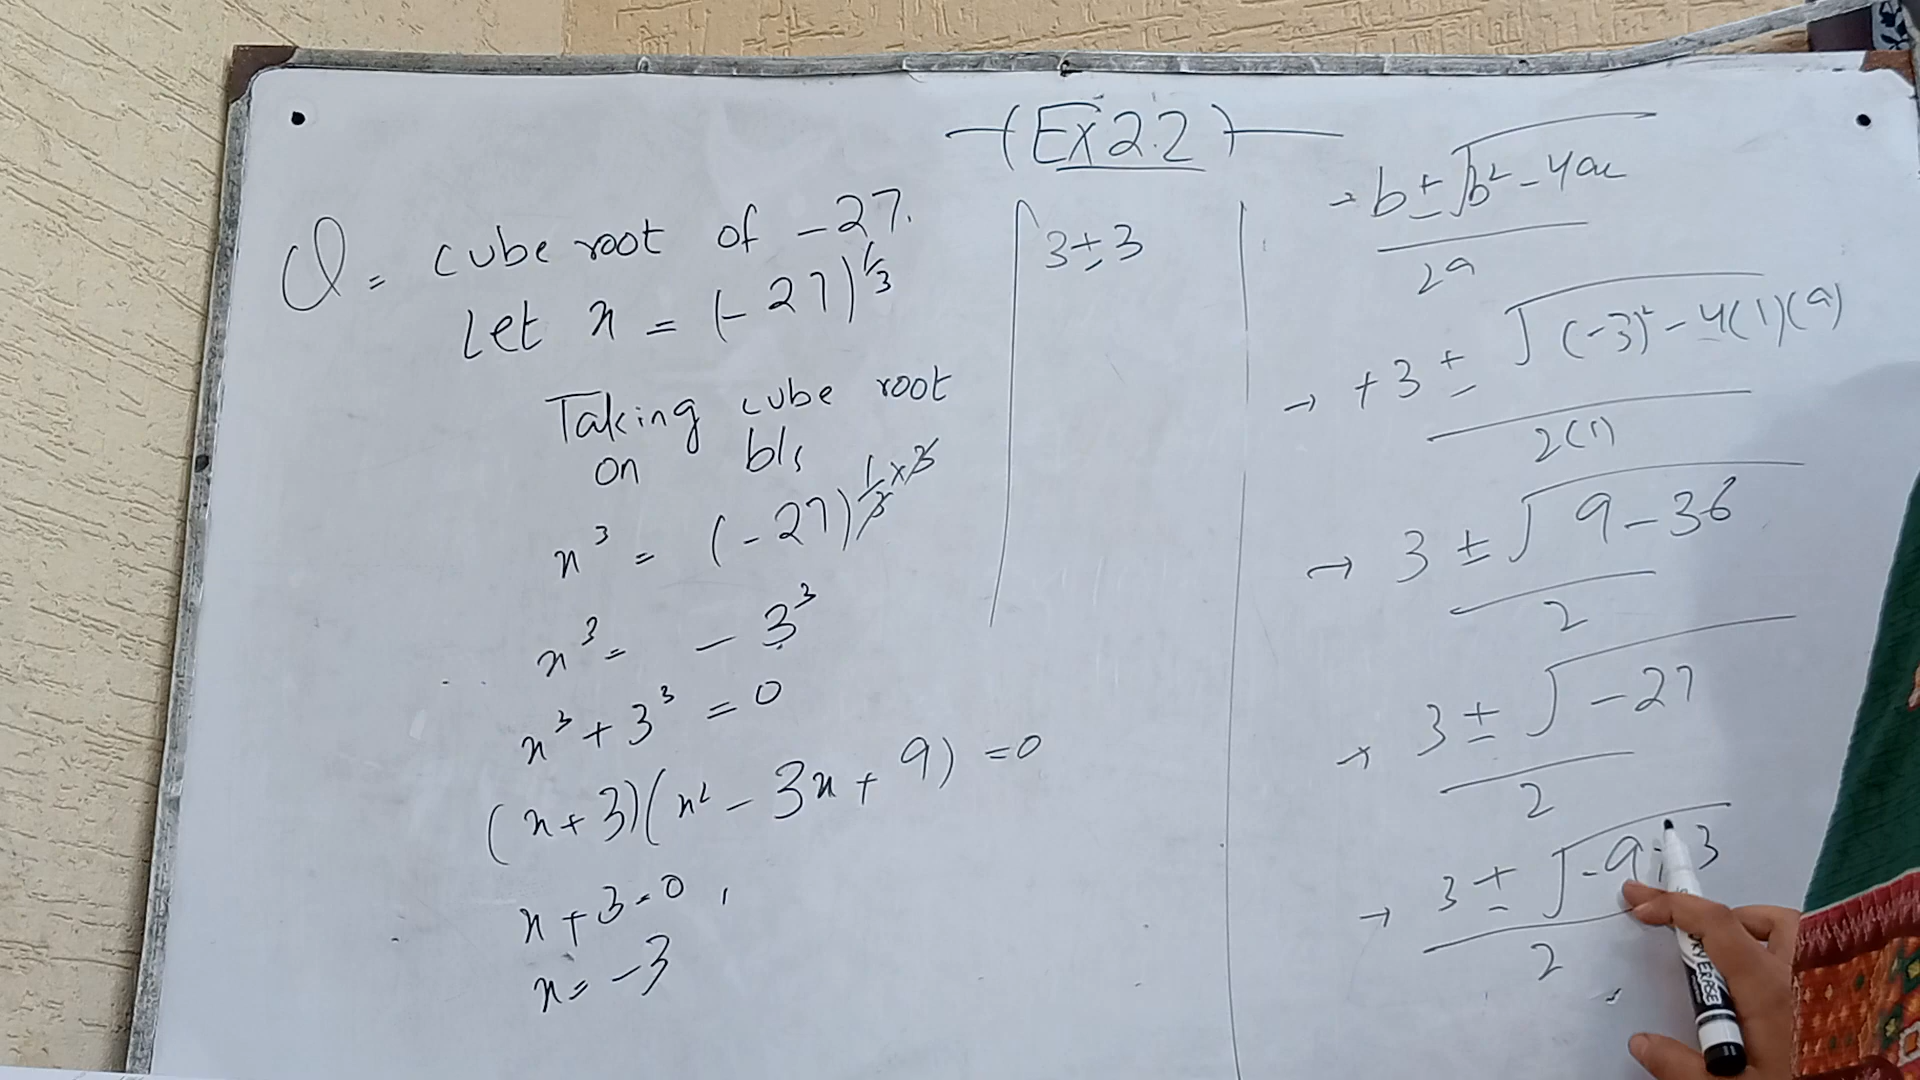 (Ex 2.2)
Q= cube root of -27.
Let x = (-27)^1/3
Taking cube root
on b/s
x³ = (-27)^1/3×3
x³ = -3³
x³ + 3³ = 0
(x+3)(x² - 3x + 9) = 0
x + 3 = 0 ,
x = -3
3±3
- b ± √b² - 4ac
2a
→ +3 ± √(-3)² - 4(1)(9)
2(1)
→ 3 ± √9 - 36
2
→ 3 ± √-27
2
→ 3 ± √-9×3
2
DRY ERASE